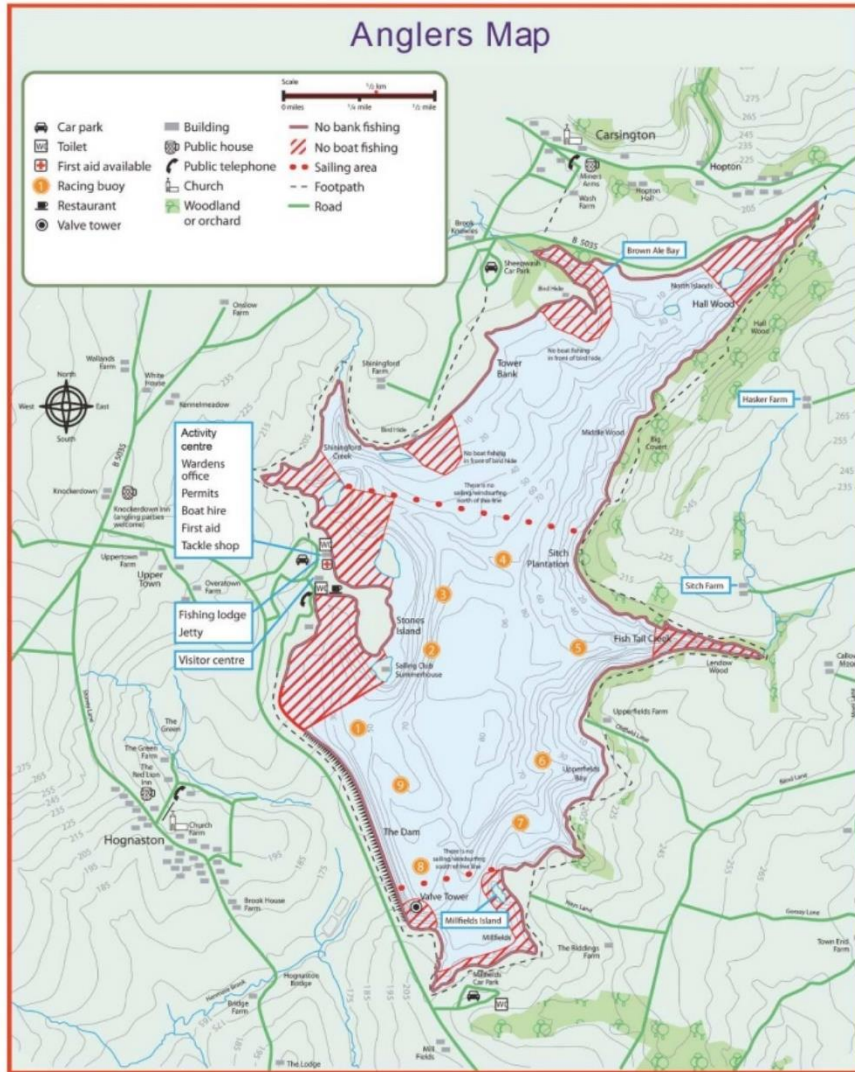 Anglers Map
Scale
½ km
0 miles
¼ mile
½ mile
Car park
Toilet
First aid available
Racing buoy
Restaurant
Valve tower
Building
Public house
Public telephone
Church
Woodland
or orchard
No bank fishing
No boat fishing
Sailing area
Footpath
Road
Carsington
Hopton
Miners
Arms
Wash
Farm
Hopton
Hall
Brook
Knowles
B 5035
Brown Ale Bay
Sheepwash
Car Park
Bird Hide
North Islands
Hall Wood
Hall
Wood
No boat fishing
in front of bird hide
Tower
Bank
Onslow
Farm
Wallands
Farm
White
House
Kennelmeadow
Shiningford
Farm
North
West
East
South
B 5035
Hasker Farm
Middle Wood
Big
Covert
Bird Hide
Shiningford
Creek
No boat fishing
in front of bird hide
Activity
centre
Wardens
office
Permits
Boat hire
First aid
Tackle shop
There is no
sailing/windsurfing
north of this line
Knockerdown
Knockerdown Inn
(angling parties
welcome)
Uppertown
Farm
Upper
Town
Overtown
Farm
Sitch
Plantation
Sitch Farm
Fishing lodge
Jetty
Visitor centre
Stones
Island
Sailing Club
Summerhouse
Fish Tail Creek
Lendow
Wood
Upperfields Farm
Oldfield Lane
Upperfields
Bay
1
2
3
4
5
6
7
8
9
The
Green
The Green
Farm
The
Red Lion
Inn
Church
Farm
Hognaston
The Dam
There is no
sailing/windsurfing
north of this line
Valve Tower
Millfields Island
Millfields
Millfields
Car Park
The Riddings
Farm
Town End
Farm
Brook House
Farm
Hognaston
Bridge
Bridge
Farm
The Lodge
Mill
Fields